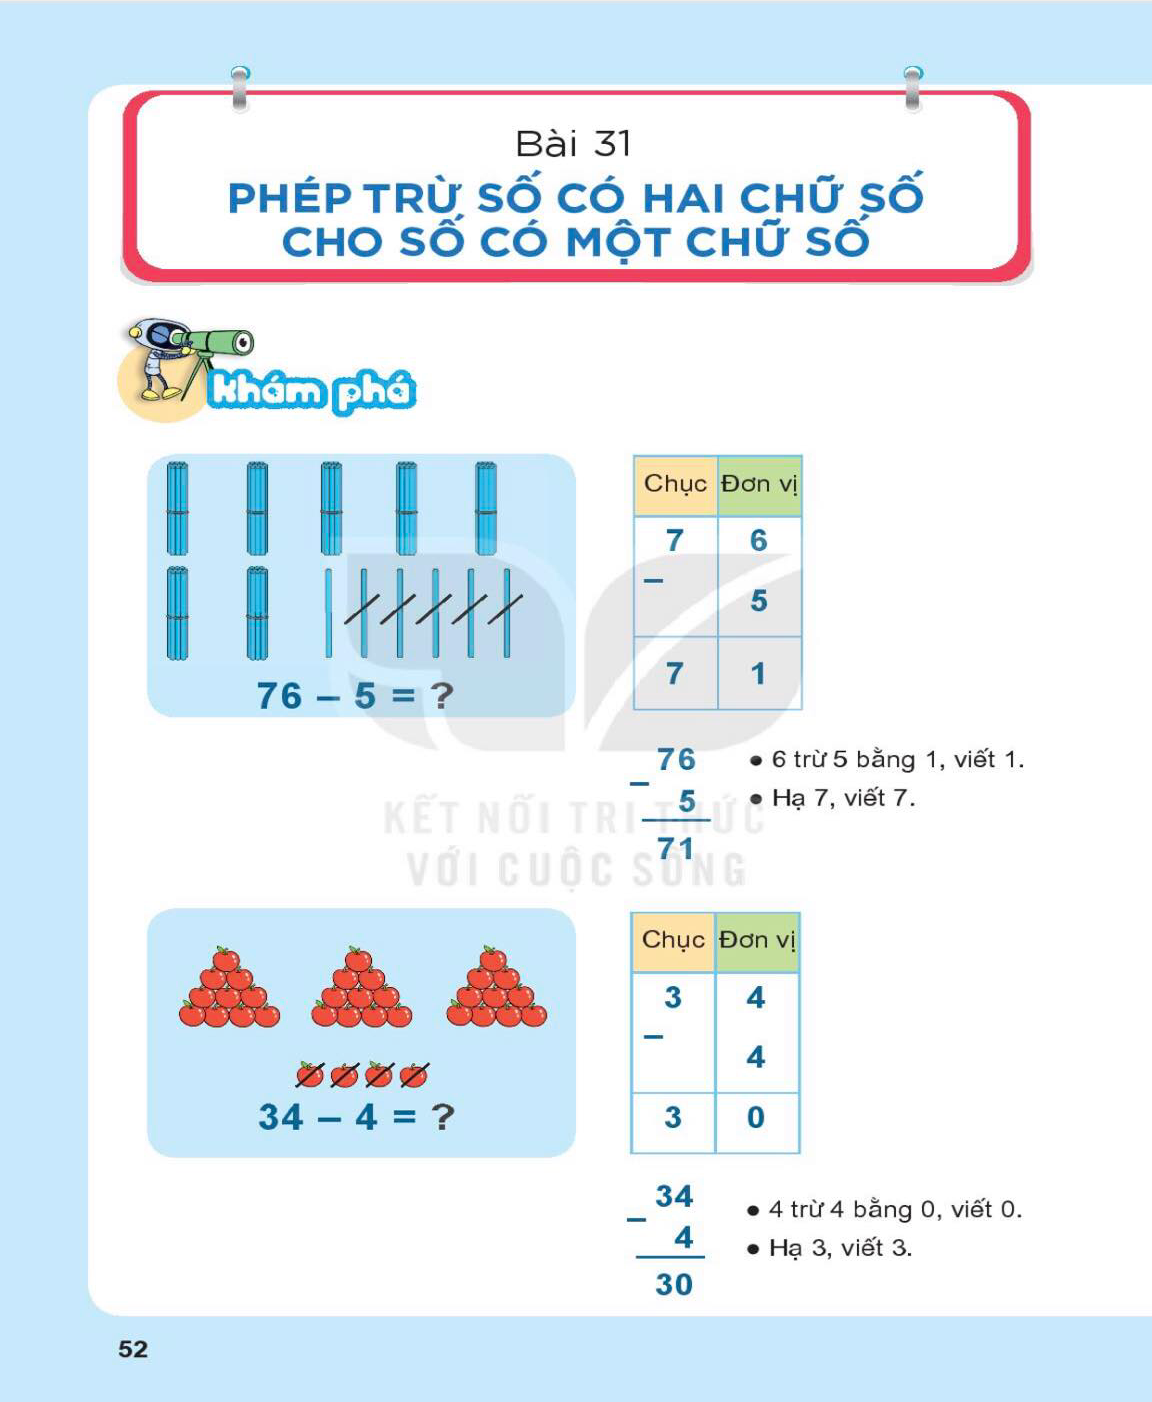 Bài 31
PHÉP TRỪ SỐ CÓ HAI CHỮ SỐ
CHO SỐ CÓ MỘT CHỮ SỐ
khám phá
76 – 5 = ?
Chục Đơn vị
7 6
–
5
7 1
76
–
5
71
• 6 trừ 5 bằng 1, viết 1.
• Hạ 7, viết 7.
KẾT NỐI TRI THỨC
VỚI CUỘC SỐNG
34 – 4 = ?
Chục Đơn vị
3 4
–
4
3 0
34
–
4
30
• 4 trừ 4 bằng 0, viết 0.
• Hạ 3, viết 3.
52